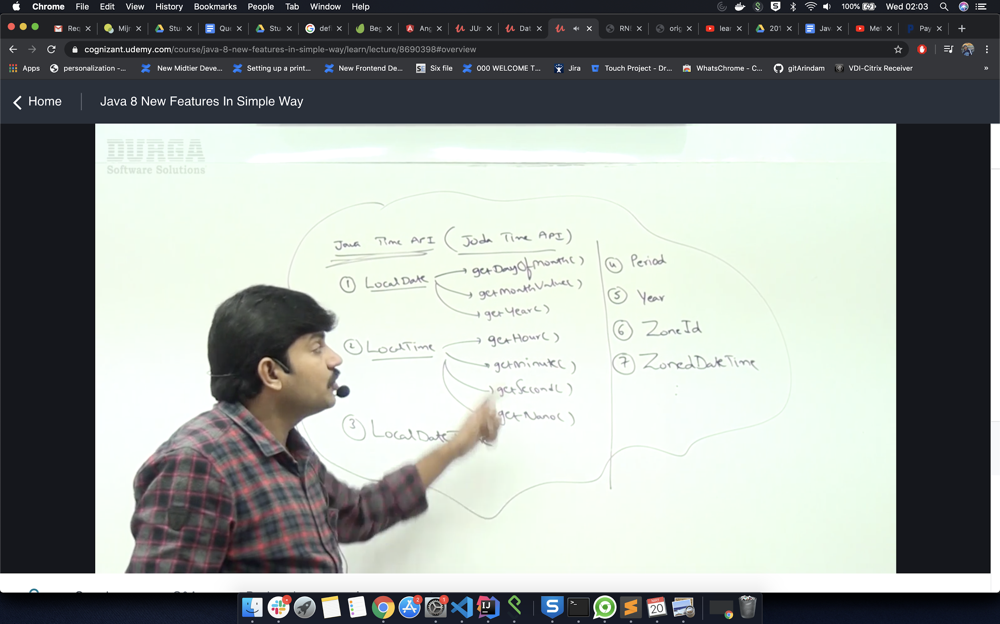 Chrome File Edit View History Bookmarks People Tab Window Help 100% Wed 02:03
Req Mijn Stu Que Stu defi Beg Ang JUn Dat RN5 orig lear 201 Jav Met Pay
cognizant.udemy.com/course/java-8-new-features-in-simple-way/learn/lecture/8690398#overview
Apps personalization -... New Midtier Deve... Setting up a print... New Frontend De... SE Six file 000 WELCOME T... Jira Touch Project - Dr... WhatsChrome - C... gitArindam VDI-Citrix Receiver »
Home Java 8 New Features In Simple Way
DURGA
Software Solutions
Java Time API (Joda Time API)
1 LocalDate
getDayOfMonth()
getMonthValue()
getYear()
2 LocalTime
getHour()
getMinute()
getSecond()
getNano()
3 LocalDate
4 Period
5 Year
6 ZoneId
7 ZonedDateTime
:
2 1 IJ S >_ MAY 20